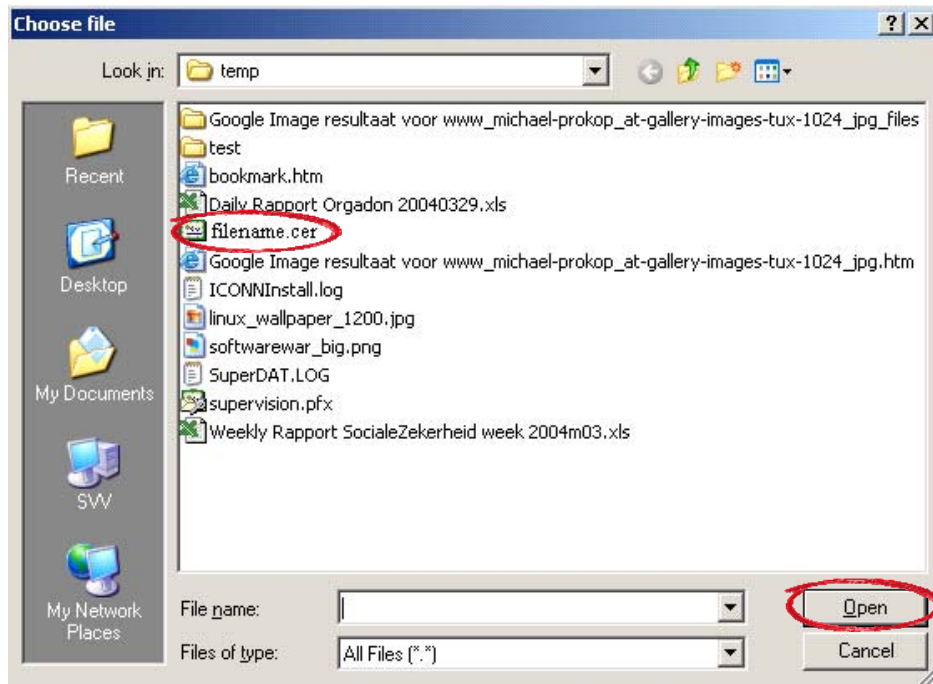 Choose file
Look in:
temp
Recent
Desktop
My Documents
SVV
My Network
Places
Google Image resultaat voor www_michael-prokop_at-gallery-images-tux-1024_jpg_files
test
bookmark.htm
Daily Rapport Orgadon 20040329.xls
filename.cer
Google Image resultaat voor www_michael-prokop_at-gallery-images-tux-1024_jpg.htm
ICONNInstall.log
linux_wallpaper_1200.jpg
softwarewar_big.png
SuperDAT.LOG
supervision.pfx
Weekly Rapport SocialeZekerheid week 2004m03.xls
File name:
Open
Files of type:
All Files (*.*)
Cancel